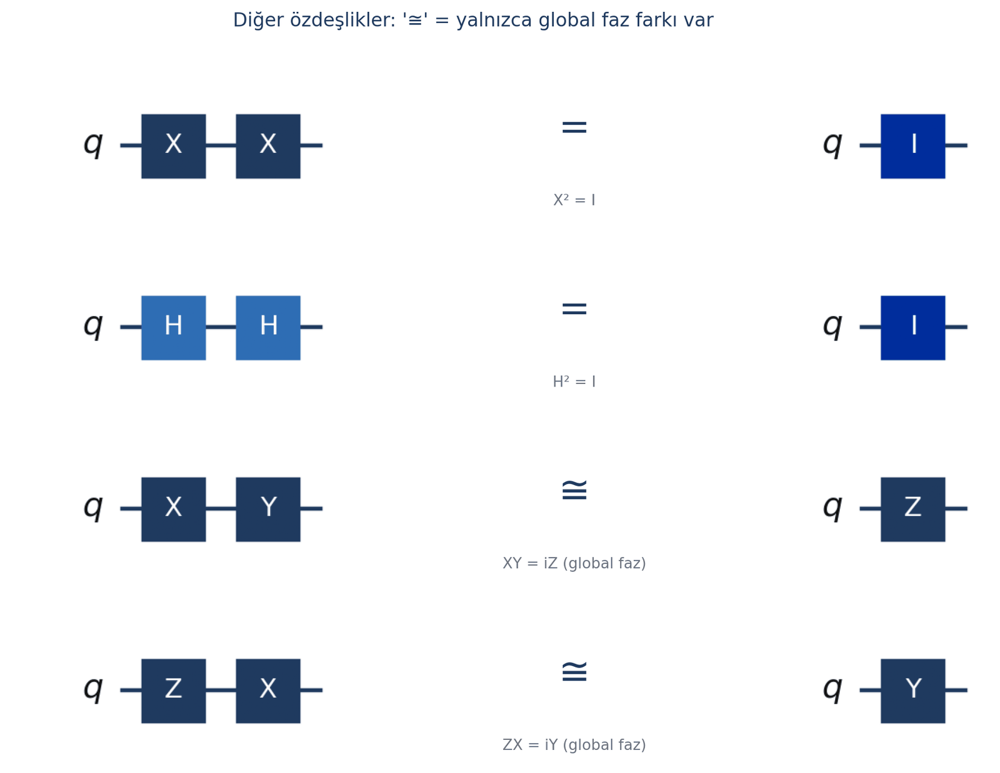 Diğer özdeşlikler: '≅' = yalnızca global faz farkı var
q X X = q I
X² = I
q H H = q I
H² = I
q X Y ≅ q Z
XY = iZ (global faz)
q Z X ≅ q Y
ZX = iY (global faz)